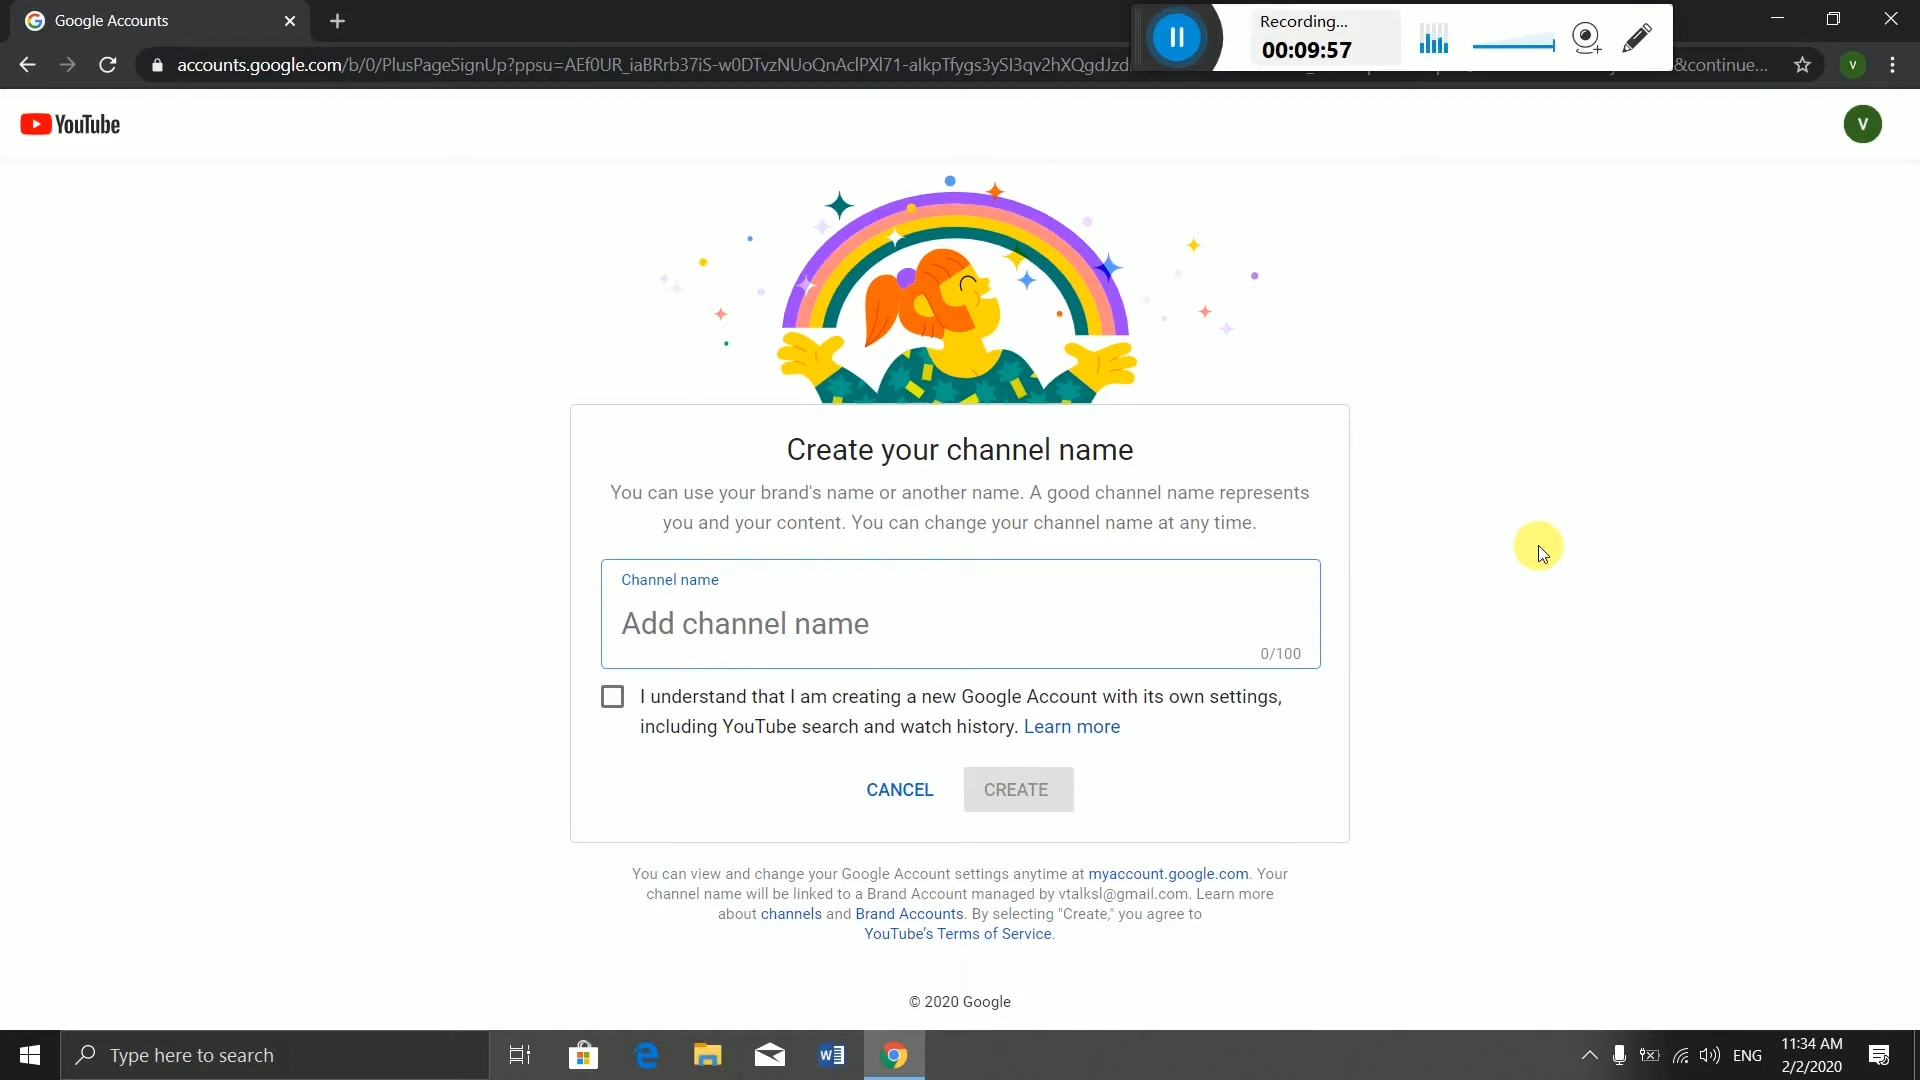 Google Accounts
Recording...
00:09:57
accounts.google.com/b/0/PlusPageSignUp?ppsu=
&continue...
V
YouTube
V
Create your channel name
You can use your brand's name or another name. A good channel name represents
you and your content. You can change your channel name at any time.
Channel name
Add channel name
0/100
I understand that I am creating a new Google Account with its own settings,
including YouTube search and watch history. Learn more
CANCEL
CREATE
You can view and change your Google Account settings anytime at myaccount.google.com. Your
channel name will be linked to a Brand Account managed by vtalksl@gmail.com. Learn more
about channels and Brand Accounts. By selecting "Create," you agree to
YouTube's Terms of Service.
© 2020 Google
Type here to search
ENG
11:34 AM
2/2/2020